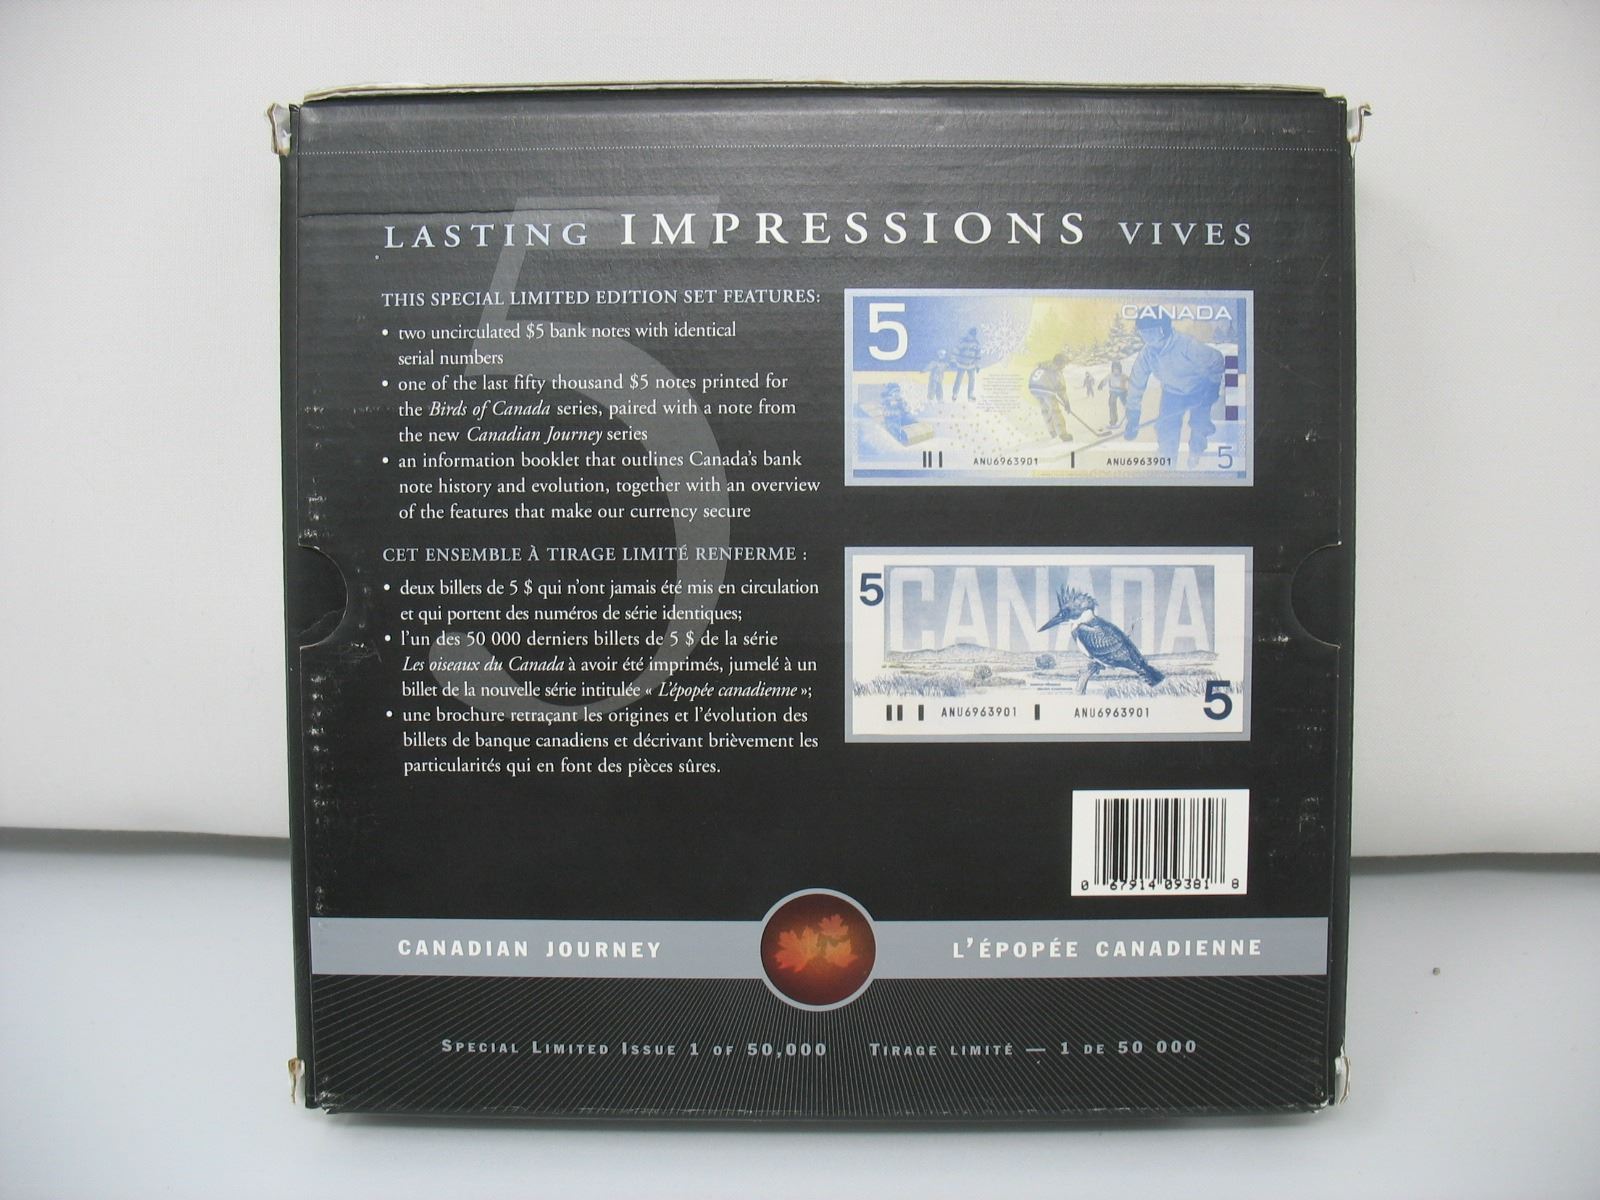 LASTING IMPRESSIONS VIVES
THIS SPECIAL LIMITED EDITION SET FEATURES:
• two uncirculated $5 bank notes with identical
serial numbers
• one of the last fifty thousand $5 notes printed for
the Birds of Canada series, paired with a note from
the new Canadian Journey series
• an information booklet that outlines Canada's bank
note history and evolution, together with an overview
of the features that make our currency secure
CET ENSEMBLE À TIRAGE LIMITÉ RENFERME :
• deux billets de 5 $ qui n'ont jamais été mis en circulation
et qui portent des numéros de série identiques;
• l'un des 50 000 derniers billets de 5 $ de la série
Les oiseaux du Canada à avoir été imprimés, jumelé à un
billet de la nouvelle série intitulée « L'épopée canadienne »;
• une brochure retraçant les origines et l'évolution des
billets de banque canadiens et décrivant brièvement les
particularités qui en font des pièces sûres.
5
5 CANADA
ANU6963901 ANU6963901 5
5 CANADA
ANU6963901 ANU6963901 5
0 67914 09381 8
CANADIAN JOURNEY L'ÉPOPÉE CANADIENNE
SPECIAL LIMITED ISSUE 1 OF 50,000 TIRAGE LIMITÉ — 1 DE 50 000